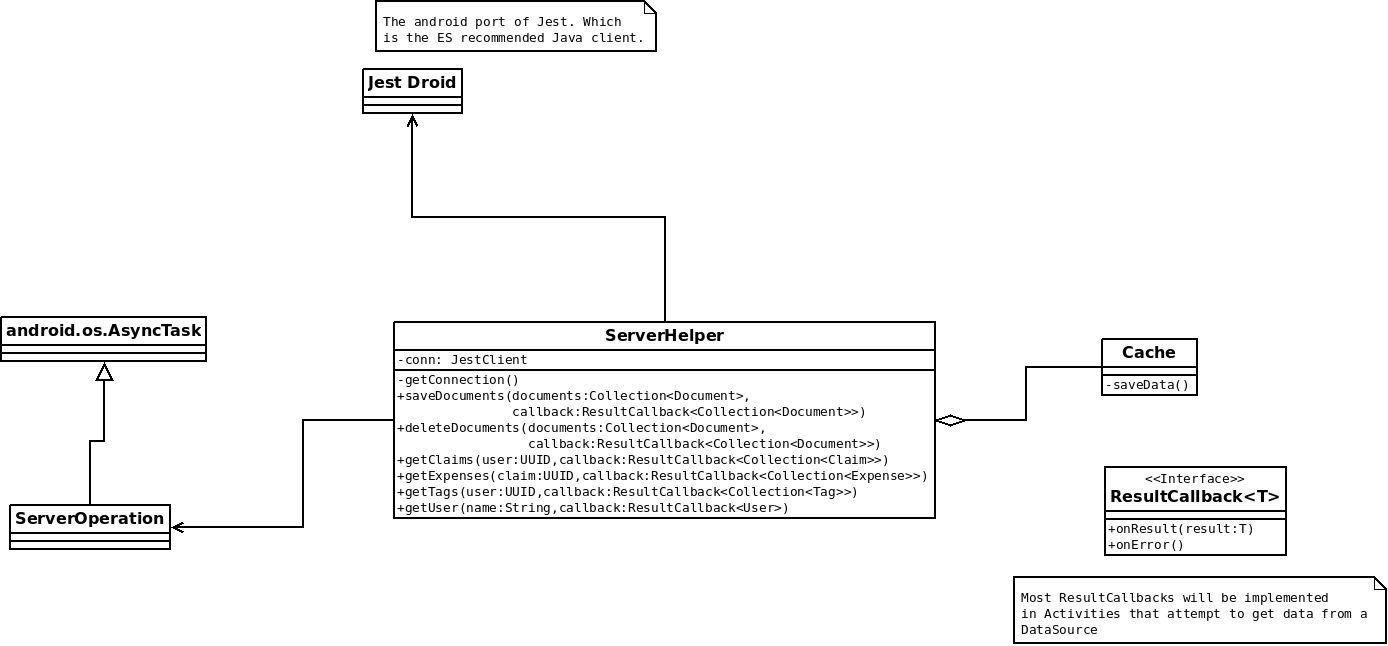 The android port of Jest. Which
is the ES recommended Java client.
Jest Droid
android.os.AsyncTask
ServerOperation
ServerHelper
-conn: JestClient
-getConnection()
+saveDocuments(documents:Collection<Document>,
callback:ResultCallback<Collection<Document>>)
+deleteDocuments(documents:Collection<Document>,
callback:ResultCallback<Collection<Document>>)
+getClaims(user:UUID,callback:ResultCallback<Collection<Claim>>)
+getExpenses(claim:UUID,callback:ResultCallback<Collection<Expense>>)
+getTags(user:UUID,callback:ResultCallback<Collection<Tag>>)
+getUser(name:String,callback:ResultCallback<User>)
Cache
-saveData()
<<Interface>>
ResultCallback<T>
+onResult(result:T)
+onError()
Most ResultCallbacks will be implemented
in Activities that attempt to get data from a
DataSource